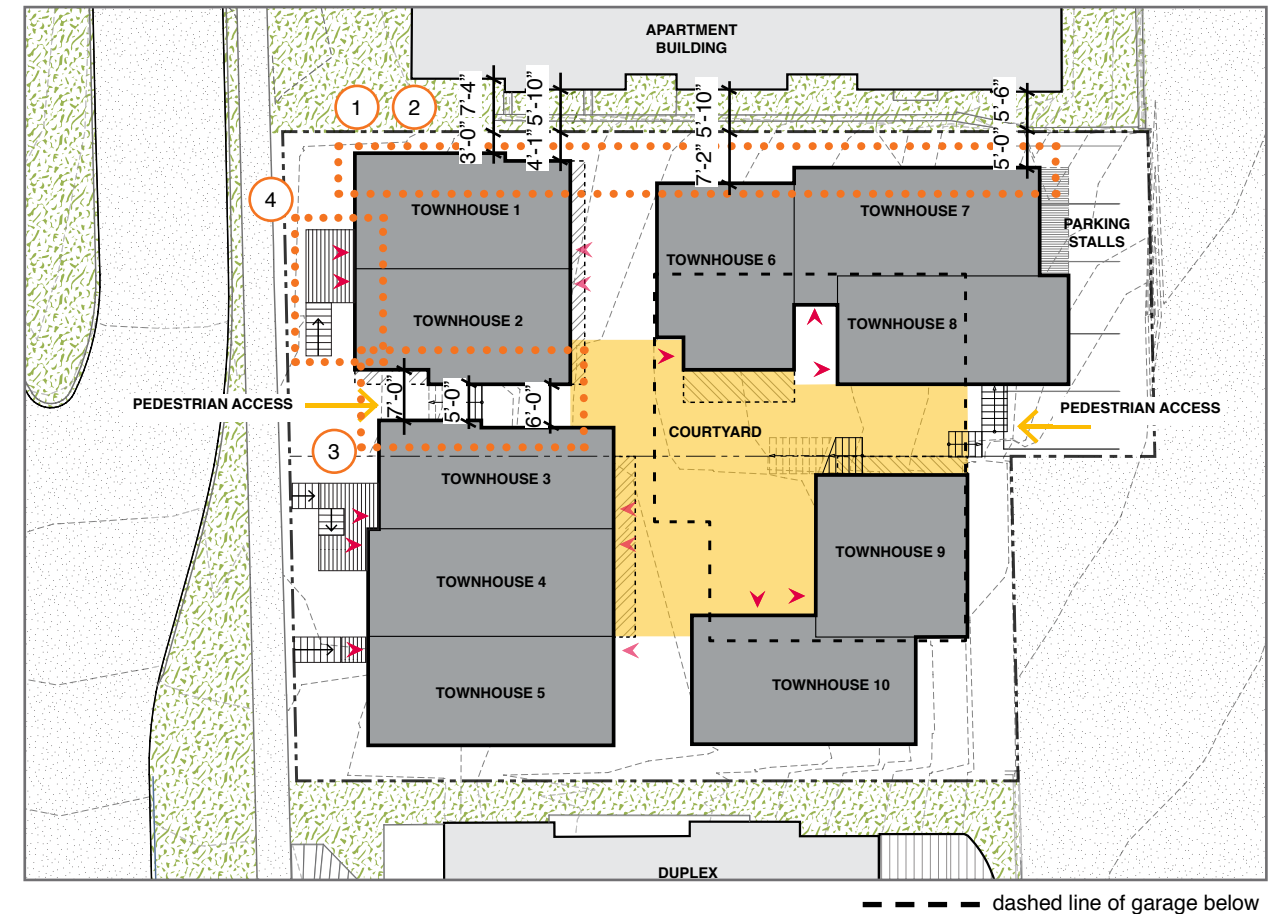 APARTMENT
BUILDING
7'-4"
5'-10"
5'-10"
5'-6"
1
2
3'-0"
4'-1"
7'-2"
5'-0"
4
TOWNHOUSE 1
TOWNHOUSE 7
PARKING
STALLS
TOWNHOUSE 6
TOWNHOUSE 2
TOWNHOUSE 8
PEDESTRIAN ACCESS
7'-0"
5'-0"
6'-0"
PEDESTRIAN ACCESS
COURTYARD
3
TOWNHOUSE 3
TOWNHOUSE 9
TOWNHOUSE 4
TOWNHOUSE 5
TOWNHOUSE 10
DUPLEX
dashed line of garage below